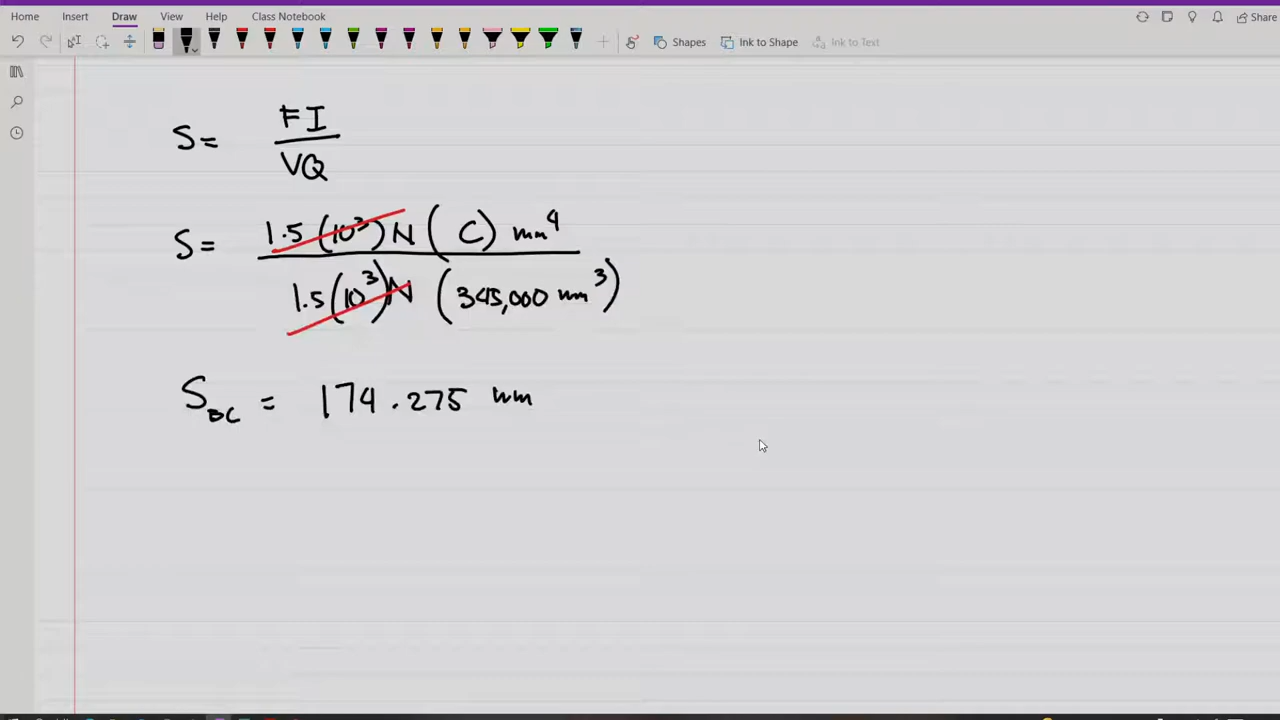 Home Insert Draw View Help Class Notebook Share
Shapes Ink to Shape Ink to Text
S = FI
VQ
S = 1.5 (10³) N ( C ) mm⁴
1.5 (10³) N ( 345,000 mm³ )
S BC = 174.275 mm